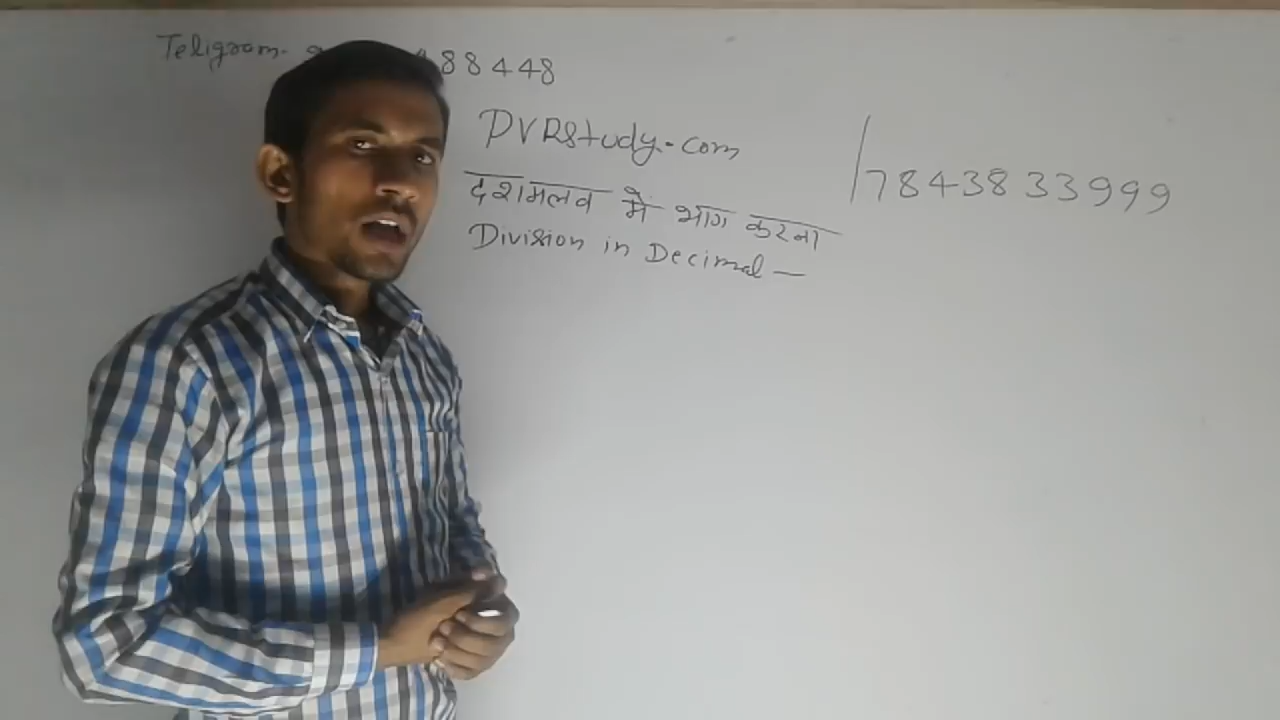 Teligram- 88448
PVRStudy.com
7843833999
दशमलव में भाग करना
Division in Decimal —